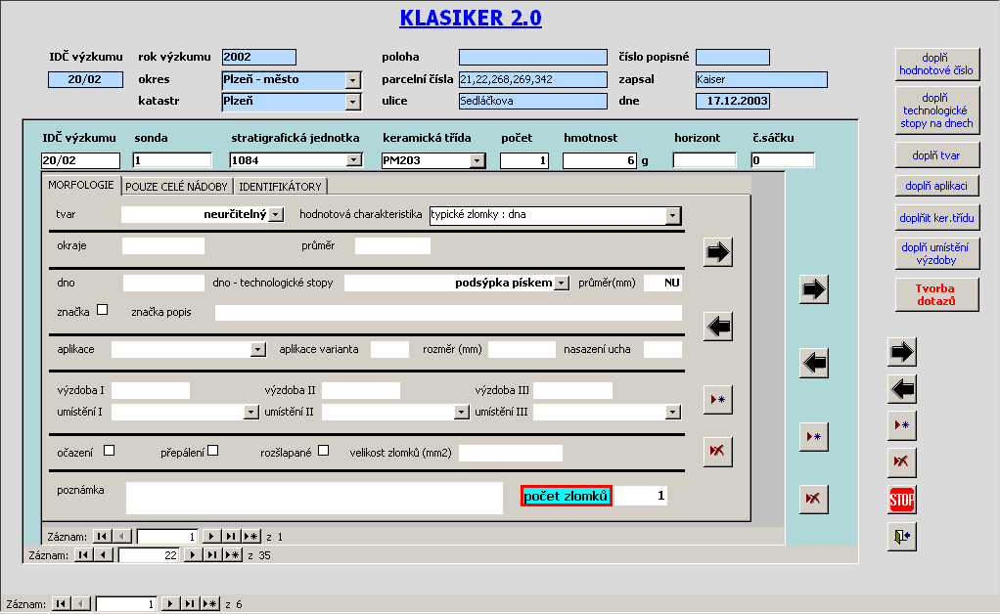 KLASIKER 2.0
IDČ výzkumu rok výzkumu 2002 poloha číslo popisné
20/02 okres Plzeň - město parcelní čísla 21,22,268,269,342 zapsal Kaiser
katastr Plzeň ulice Sedláčkova dne 17.12.2003
doplň
hodnotové číslo
doplň
technologické
stopy na dnech
doplň tvar
doplň aplikaci
doplňit ker.třídu
doplň umístění
výzdoby
Tvorba
dotazů
IDČ výzkumu sonda stratigrafická jednotka keramická třída počet hmotnost horizont č.sáčku
20/02 1 1084 PM203 1 6 g 0
MORFOLOGIE POUZE CELÉ NÁDOBY IDENTIFIKÁTORY
tvar neurčitelný hodnotová charakteristika typické zlomky : dna
okraje průměr
dno dno - technologické stopy podsýpka pískem průměr(mm) NU
značka značka popis
aplikace aplikace varianta rozměr (mm) nasazení ucha
výzdoba I výzdoba II výzdoba III
umístění I umístění II umístění III
očazení přepálení rozšlapané velikost zlomků (mm2)
poznámka počet zlomků 1
Záznam: 1 z 1
Záznam: 22 z 35
STOP
Záznam: 1 z 6